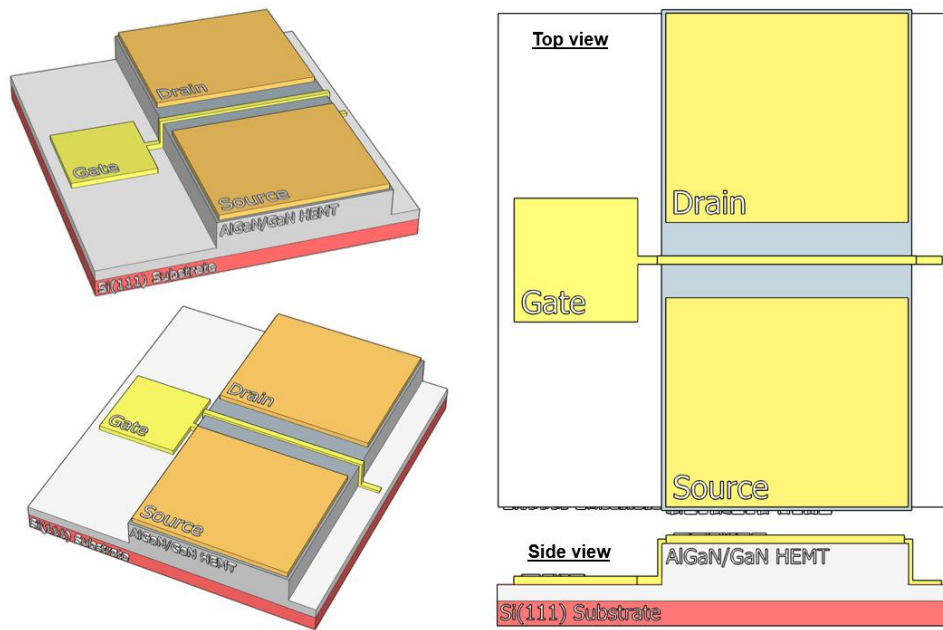 Drain
Gate
Source
AlGaN/GaN HEMT
Si(111) Substrate
Top view
Drain
Gate
Source
Drain
Gate
Source
AlGaN/GaN HEMT
Si(111) Substrate
Side view
AlGaN/GaN HEMT
Si(111) Substrate